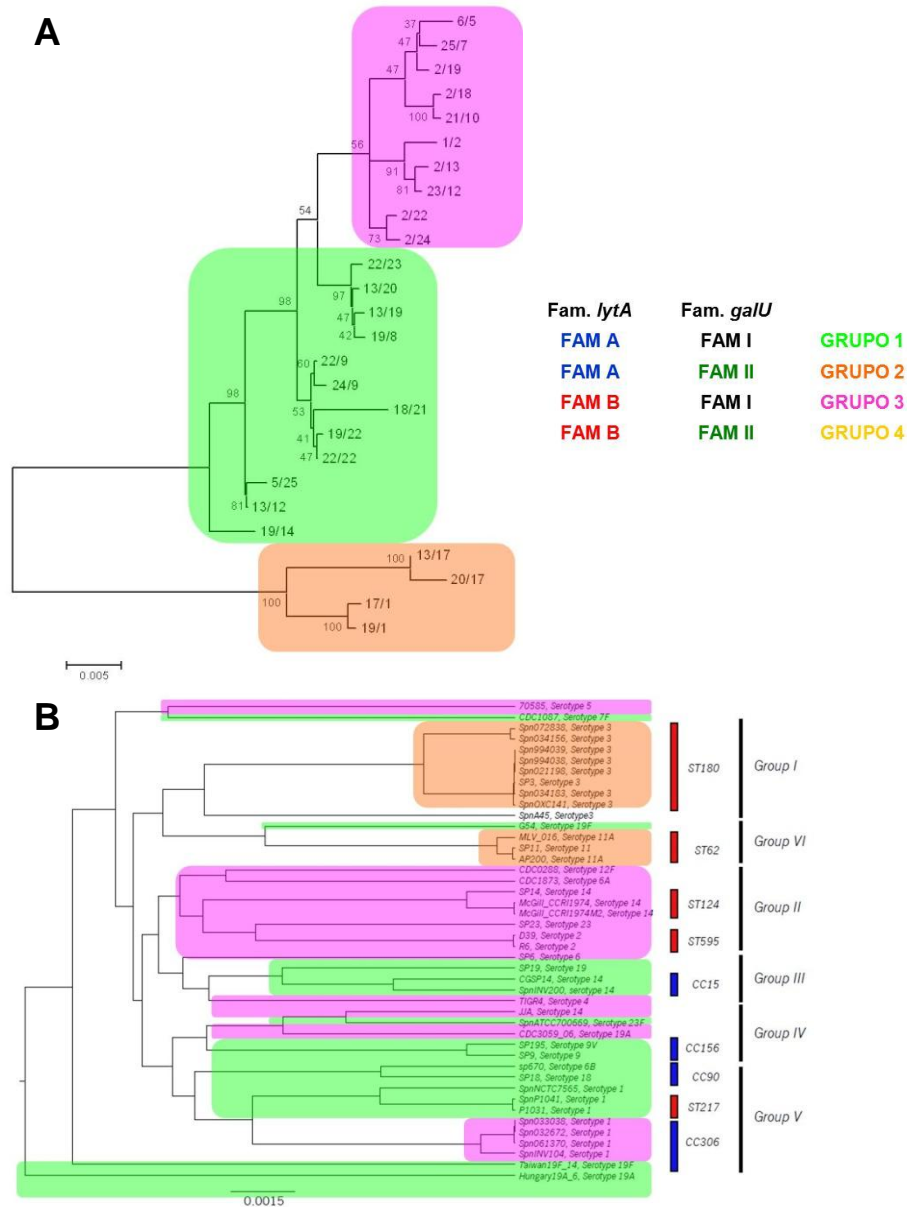 A
37
6/5
47
25/7
2/19
47
2/18
100
21/10
56
1/2
91
2/13
81
23/12
2/22
73
2/24
54
22/23
97
13/20
47
13/19
42
19/8
98
60
22/9
24/9
53
18/21
41
19/22
47
22/22
98
5/25
81
13/12
19/14
100
13/17
20/17
100
17/1
100
19/1
0.005
Fam. lytA Fam. galU
FAM A FAM I GRUPO 1
FAM A FAM II GRUPO 2
FAM B FAM I GRUPO 3
FAM B FAM II GRUPO 4
B
70585, Serotype 5
CDC1087, Serotype 7F
Spn072838, Serotype 3
Spn034156, Serotype 3
Spn994039, Serotype 3
Spn994038, Serotype 3
Spn021198, Serotype 3
SP3, Serotype 3
Spn034183, Serotype 3
SpnOXC141, Serotype 3
SpnA45, Serotype3
ST180
Group I
G54, Serotype 19F
MLV_016, Serotype 11A
SP11, Serotype 11
AP200, Serotype 11A
ST62
Group VI
CDC0288, Serotype 12F
CDC1873, Serotype 6A
SP14, Serotype 14
McGill_CCRI1974, Serotype 14
McGill_CCRI1974M2, Serotype 14
ST124
SP23, Serotype 23
D39, Serotype 2
R6, Serotype 2
ST595
Group II
SP6, Serotype 6
SP19, Serotye 19
CGSP14, Serotype 14
SpnINV200, serotype 14
CC15
Group III
TIGR4, Serotype 4
JJA, Serotype 14
SpnATCC700669, Serotype 23F
CDC3059_06, Serotype 19A
SP195, Serotype 9V
SP9, Serotype 9
CC156
Group IV
sp670, Serotype 6B
SP18, Serotype 18
CC90
SpnNCTC7565, Serotype 1
SpnP1041, Serotype 1
P1031, Serotype 1
ST217
Spn033038, Serotype 1
Spn032672, Serotype 1
Spn061370, Serotype 1
SpnINV104, Serotype 1
CC306
Group V
Taiwan19F_14, Serotype 19F
Hungary19A_6, Serotype 19A
0.0015